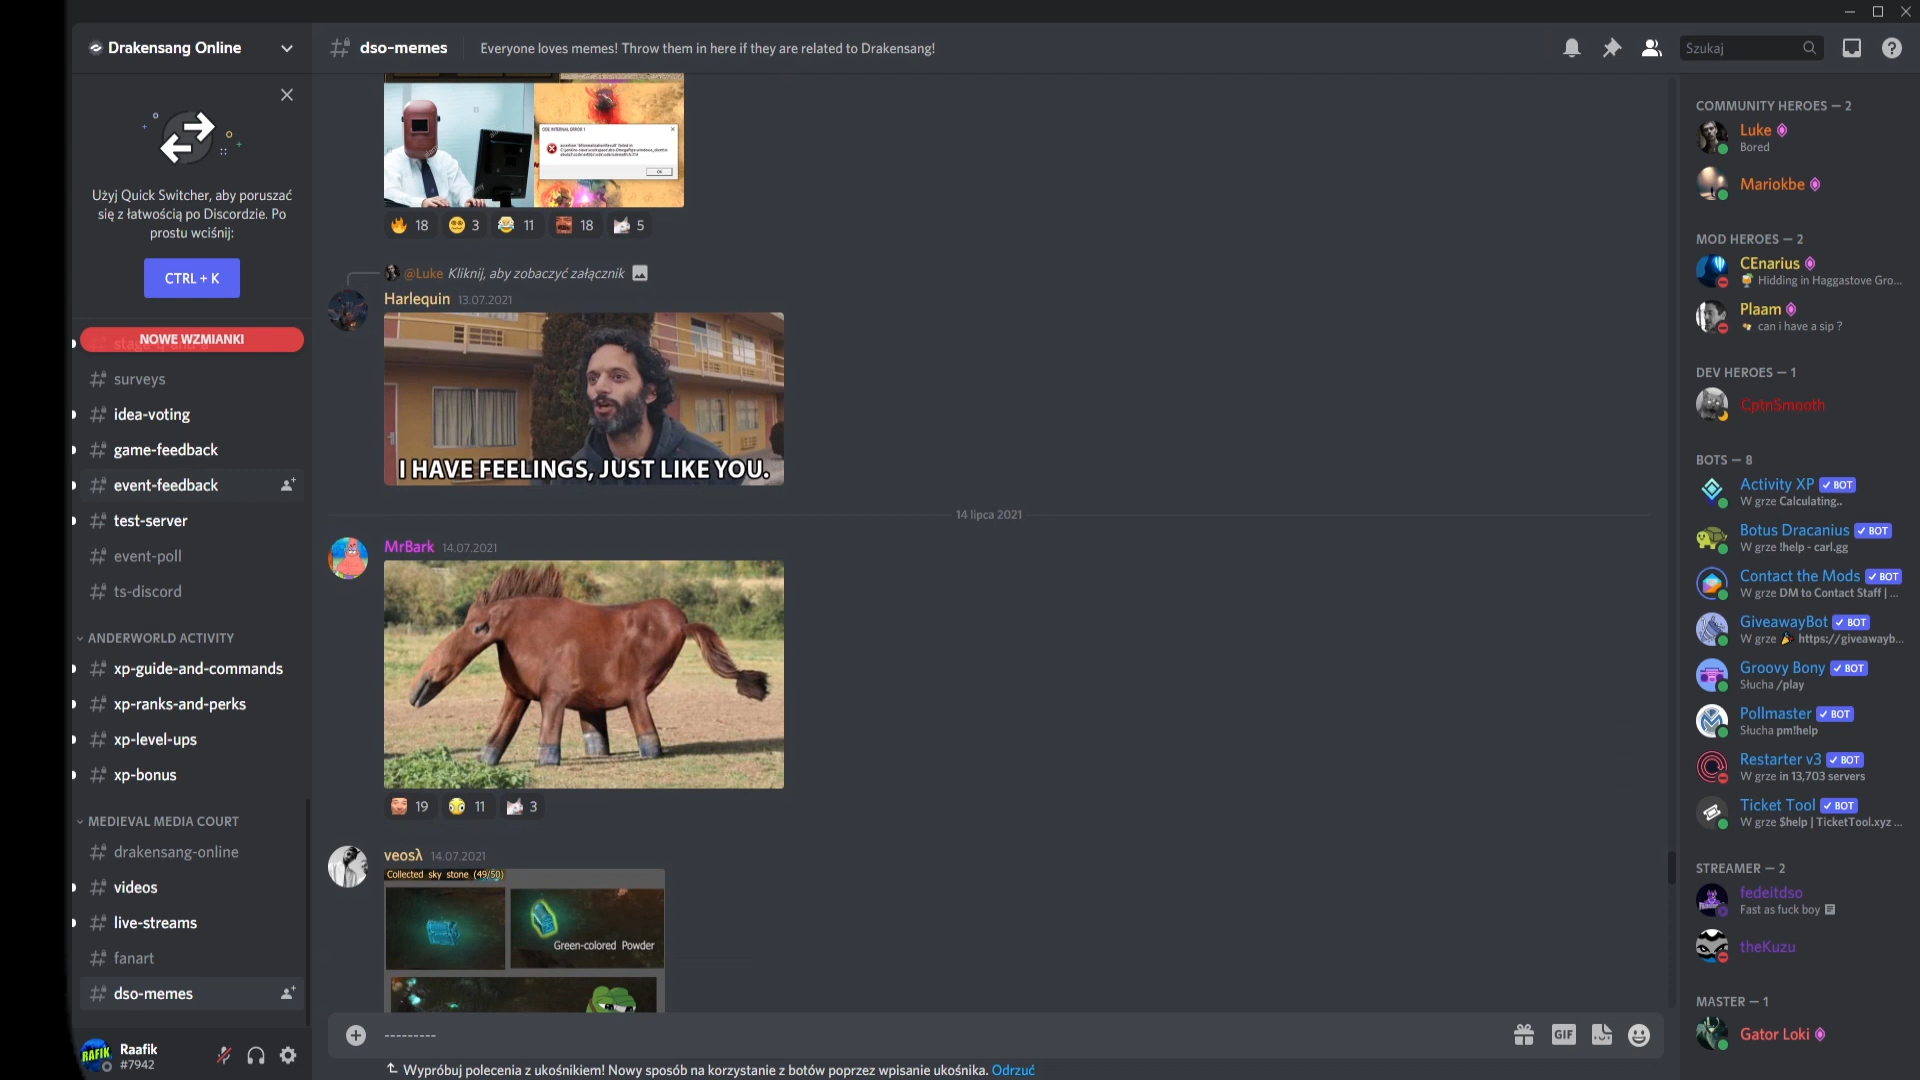 Drakensang Online
dso-memes
Everyone loves memes! Throw them in here if they are related to Drakensang!
Szukaj
Użyj Quick Switcher, aby poruszać
się z łatwością po Discordzie. Po
prostu wciśnij:
CTRL + K
NOWE WZMIANKI
surveys
idea-voting
game-feedback
event-feedback
test-server
event-poll
ts-discord
ANDERWORLD ACTIVITY
xp-guide-and-commands
xp-ranks-and-perks
xp-level-ups
xp-bonus
MEDIEVAL MEDIA COURT
drakensang-online
videos
live-streams
fanart
dso-memes
RAFIK
Raafik
#7942
OK
18
3
11
18
5
@Luke Kliknij, aby zobaczyć załącznik
Harlequin 13.07.2021
I HAVE FEELINGS, JUST LIKE YOU.
14 lipca 2021
MrBark 14.07.2021
19
11
3
veosλ 14.07.2021
Collected sky stone (49/50)
Green-colored Powder
---------
GIF
Wypróbuj polecenia z ukośnikiem! Nowy sposób na korzystanie z botów poprzez wpisanie ukośnika. Odrzuć
COMMUNITY HEROES — 2
Luke
Bored
Mariokbe
MOD HEROES — 2
CEnarius
Hidding in Haggastove Gro...
Plaam
can i have a sip ?
DEV HEROES — 1
CptnSmooth
BOTS — 8
Activity XP BOT
W grze Calculating..
Botus Dracanius BOT
W grze !help - carl.gg
Contact the Mods BOT
W grze DM to Contact Staff | ...
GiveawayBot BOT
W grze https://giveawayb...
Groovy Bony BOT
Słucha /play
Pollmaster BOT
Słucha pm!help
Restarter v3 BOT
W grze in 13,703 servers
Ticket Tool BOT
W grze $help | TicketTool.xyz ...
STREAMER — 2
fedeitdso
Fast as fuck boy
theKuzu
MASTER — 1
Gator Loki